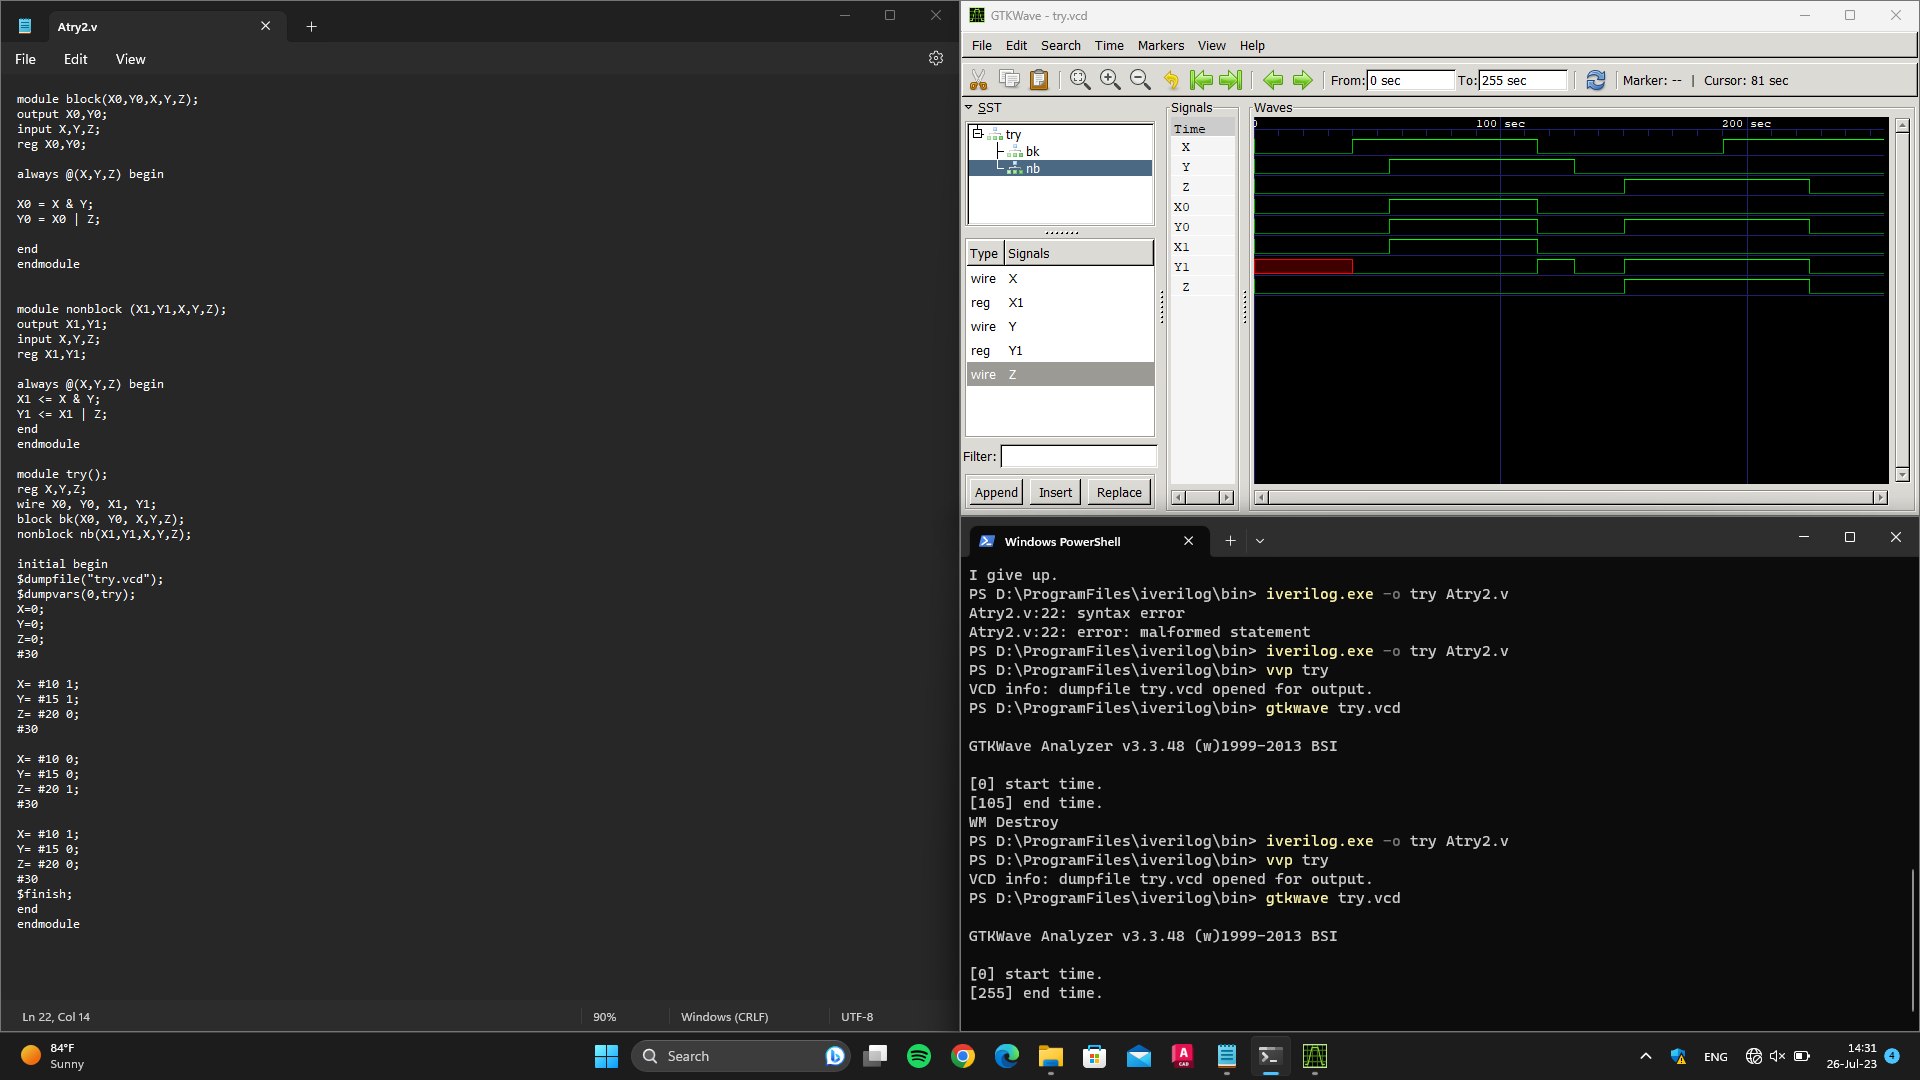 Atry2.v
File Edit View
module block(X0,Y0,X,Y,Z);
output X0,Y0;
input X,Y,Z;
reg X0,Y0;
always @(X,Y,Z) begin
X0 = X & Y;
Y0 = X0 | Z;
end
endmodule
module nonblock (X1,Y1,X,Y,Z);
output X1,Y1;
input X,Y,Z;
reg X1,Y1;
always @(X,Y,Z) begin
X1 <= X & Y;
Y1 <= X1 | Z;
end
endmodule
module try();
reg X,Y,Z;
wire X0, Y0, X1, Y1;
block bk(X0, Y0, X,Y,Z);
nonblock nb(X1,Y1,X,Y,Z);
initial begin
$dumpfile("try.vcd");
$dumpvars(0,try);
X=0;
Y=0;
Z=0;
#30
X= #10 1;
Y= #15 1;
Z= #20 0;
#30
X= #10 0;
Y= #15 0;
Z= #20 1;
#30
X= #10 1;
Y= #15 0;
Z= #20 0;
#30
$finish;
end
endmodule
Ln 22, Col 14 90% Windows (CRLF) UTF-8
GTKWave - try.vcd
File Edit Search Time Markers View Help
From: 0 sec To: 255 sec Marker: -- | Cursor: 81 sec
SST
try
bk
nb
Type Signals
wire X
reg X1
wire Y
reg Y1
wire Z
Filter:
Append Insert Replace
Signals
Time
X
Y
Z
X0
Y0
X1
Y1
Z
Waves
0 100 sec 200 sec
Windows PowerShell
I give up.
PS D:\ProgramFiles\iverilog\bin> iverilog.exe -o try Atry2.v
Atry2.v:22: syntax error
Atry2.v:22: error: malformed statement
PS D:\ProgramFiles\iverilog\bin> iverilog.exe -o try Atry2.v
PS D:\ProgramFiles\iverilog\bin> vvp try
VCD info: dumpfile try.vcd opened for output.
PS D:\ProgramFiles\iverilog\bin> gtkwave try.vcd
GTKWave Analyzer v3.3.48 (w)1999-2013 BSI
[0] start time.
[105] end time.
WM Destroy
PS D:\ProgramFiles\iverilog\bin> iverilog.exe -o try Atry2.v
PS D:\ProgramFiles\iverilog\bin> vvp try
VCD info: dumpfile try.vcd opened for output.
PS D:\ProgramFiles\iverilog\bin> gtkwave try.vcd
GTKWave Analyzer v3.3.48 (w)1999-2013 BSI
[0] start time.
[255] end time.
84°F
Sunny
Search
A
CAD
ENG
14:31
26-Jul-23
4